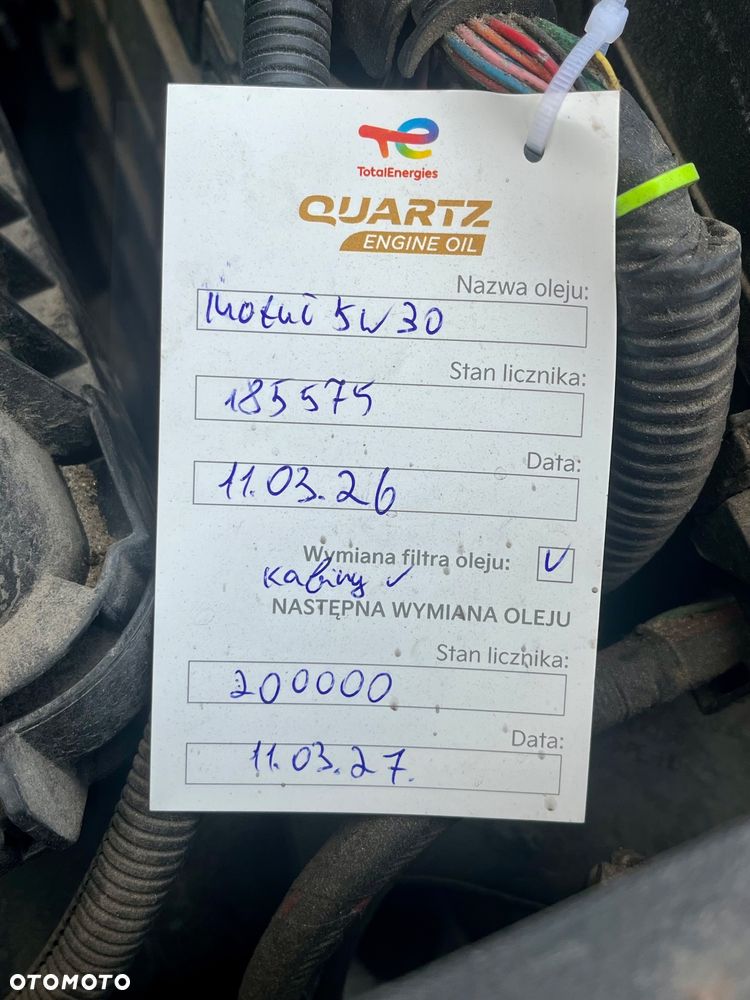 TotalEnergies
QUARTZ
ENGINE OIL
Nazwa oleju:
Motul 5W30
Stan licznika:
185575
Data:
11.03.26
Wymiana filtra oleju: V
Kabiny ✓
NASTĘPNA WYMIANA OLEJU
Stan licznika:
200000
Data:
11.03.27.
OTOMOTO